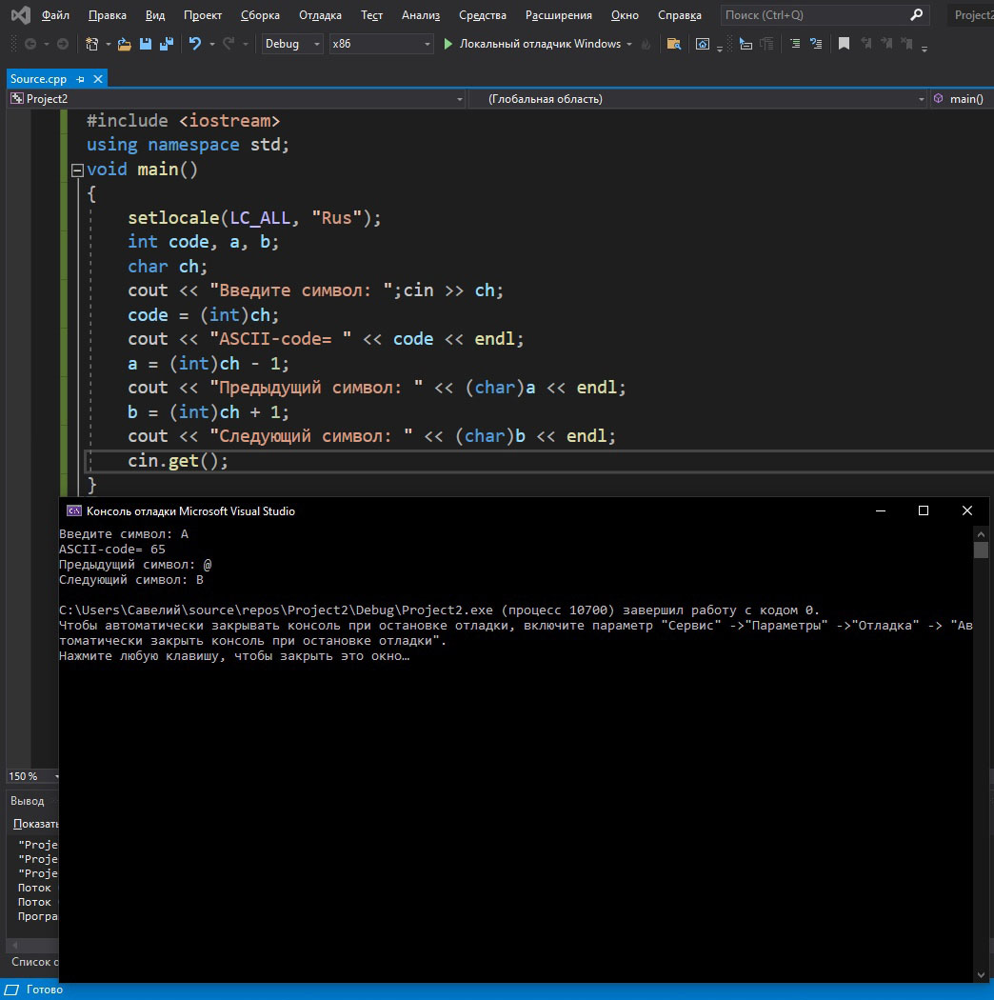 Файл Правка Вид Проект Сборка Отладка Тест Анализ Средства Расширения Окно Справка Поиск (Ctrl+Q) Project2
Debug x86 Локальный отладчик Windows
Source.cpp
Project2 (Глобальная область) main()
#include <iostream>
using namespace std;
void main()
{
setlocale(LC_ALL, "Rus");
int code, a, b;
char ch;
cout << "Введите символ: ";cin >> ch;
code = (int)ch;
cout << "ASCII-code= " << code << endl;
a = (int)ch - 1;
cout << "Предыдущий символ: " << (char)a << endl;
b = (int)ch + 1;
cout << "Следующий символ: " << (char)b << endl;
cin.get();
}
Консоль отладки Microsoft Visual Studio
Введите символ: A
ASCII-code= 65
Предыдущий символ: @
Следующий символ: B
C:\Users\Савелий\source\repos\Project2\Debug\Project2.exe (процесс 10700) завершил работу с кодом 0.
Чтобы автоматически закрывать консоль при остановке отладки, включите параметр "Сервис" ->"Параметры" ->"Отладка" -> "Ав
томатически закрыть консоль при остановке отладки".
Нажмите любую клавишу, чтобы закрыть это окно…
150 %
Вывод
Показать
"Proje
"Proje
"Proje
Поток
Поток
Програ
Список о
Готово